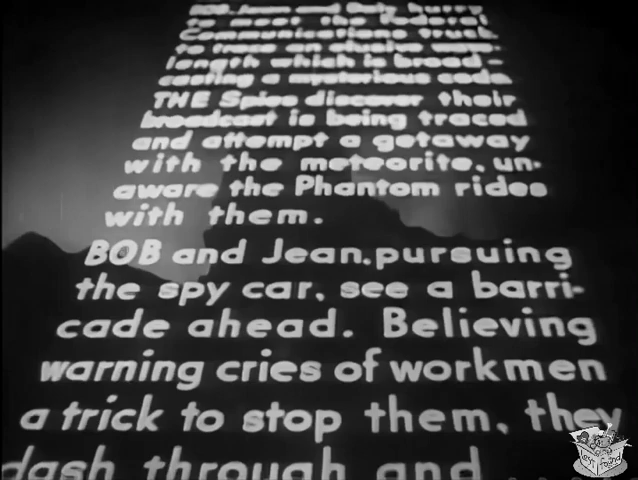 BOB, Jean and Daly hurry
to meet the Federal
Communications truck
to trace an elusive wave-
length which is broad-
casting a mysterious code.
THE Spies discover their
broadcast is being traced
and attempt a getaway
with the meteorite, un-
aware the Phantom rides
with them.
BOB and Jean, pursuing
the spy car, see a barri-
cade ahead. Believing
warning cries of workmen
a trick to stop them, they
dash through and ....
Lost & Found